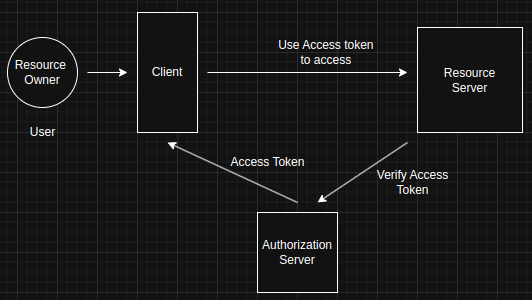 Resource
Owner
User
Client
Use Access token
to access
Resource
Server
Access Token
Verify Access
Token
Authorization
Server